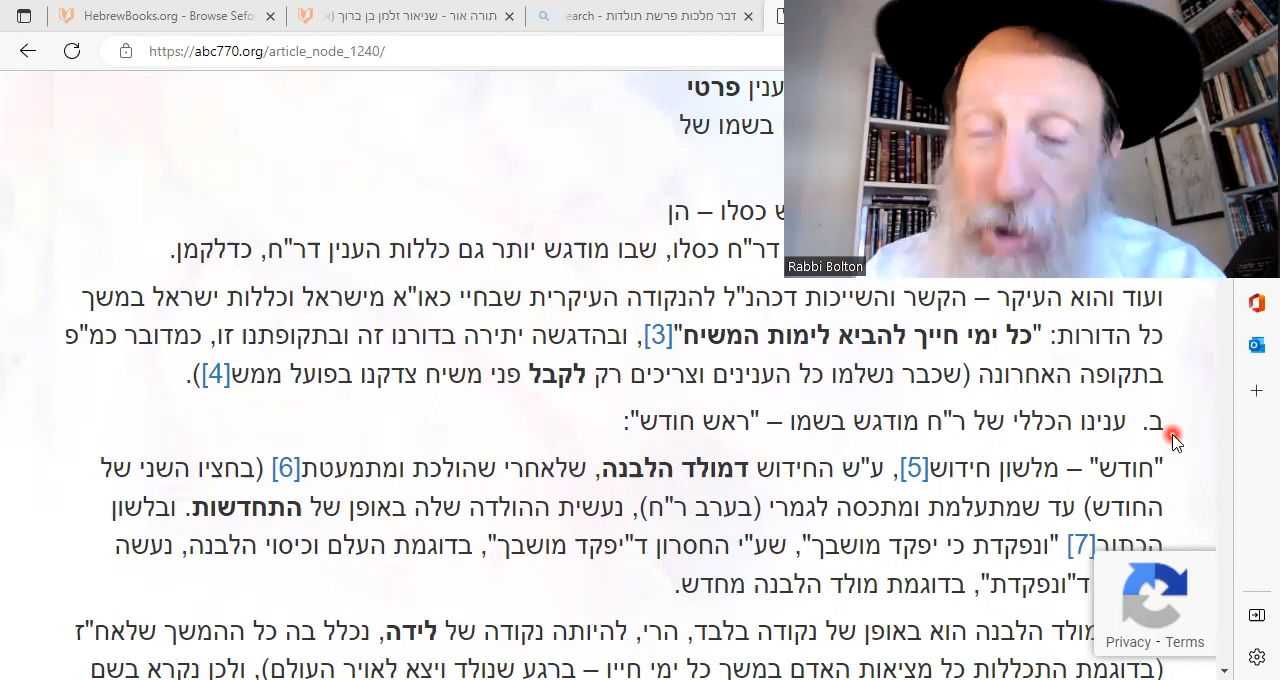 HebrewBooks.org - Browse Sefor
תורה אור - שניאור זלמן בן ברוך (א
דבר מלכות פרשת תולדות - earch
https://abc770.org/article_node_1240/
ענין פרטי
בשמו של
כסלו – הן
דר"ח כסלו, שבו מודגש יותר גם כללות הענין דר"ח, כדלקמן.
Rabbi Bolton
ועוד והוא העיקר – הקשר והשייכות דכהנ"ל להנקודה העיקרית שבחיי כאו"א מישראל וכללות ישראל במשך
כל הדורות: "כל ימי חייך להביא לימות המשיח"[3], ובהדגשה יתירה בדורנו זה ובתקופתנו זו, כמדובר כמ"פ
בתקופה האחרונה (שכבר נשלמו כל הענינים וצריכים רק לקבל פני משיח צדקנו בפועל ממש[4]).
ב. ענינו הכללי של ר"ח מודגש בשמו – "ראש חודש":
"חודש" – מלשון חידוש[5], ע"ש החידוש דמולד הלבנה, שלאחרי שהולכת ומתמעטת[6] (בחציו השני של
החודש) עד שמתעלמת ומתכסה לגמרי (בערב ר"ח), נעשית ההולדה שלה באופן של התחדשות. ובלשון
הכתוב[7] "ונפקדת כי יפקד מושבך", שע"י החסרון ד"יפקד מושבך", בדוגמת העלם וכיסוי הלבנה, נעשה
ד"ונפקדת", בדוגמת מולד הלבנה מחדש.
מולד הלבנה הוא באופן של נקודה בלבד, הרי, להיותה נקודה של לידה, נכלל בה כל ההמשך שלאח"ז
(בדוגמת התכללות כל מציאות האדם במשך כל ימי חייו – ברגע שנולד ויצא לאויר העולם), ולכן נקרא בשם
Privacy - Terms